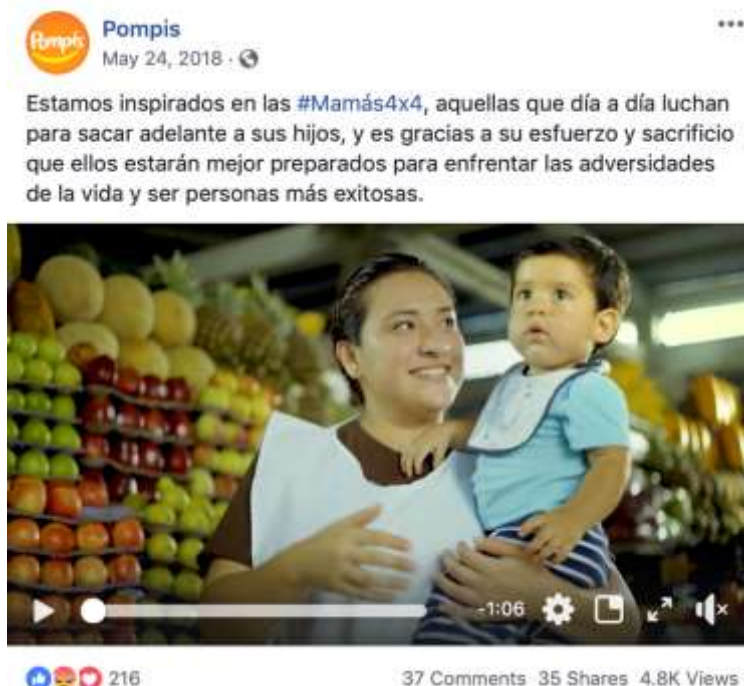 Pompis
Pompis
May 24, 2018 ·
Estamos inspirados en las #Mamás4x4, aquellas que día a día luchan
para sacar adelante a sus hijos, y es gracias a su esfuerzo y sacrificio
que ellos estarán mejor preparados para enfrentar las adversidades
de la vida y ser personas más exitosas.
-1:06
216
37 Comments 35 Shares 4.8K Views